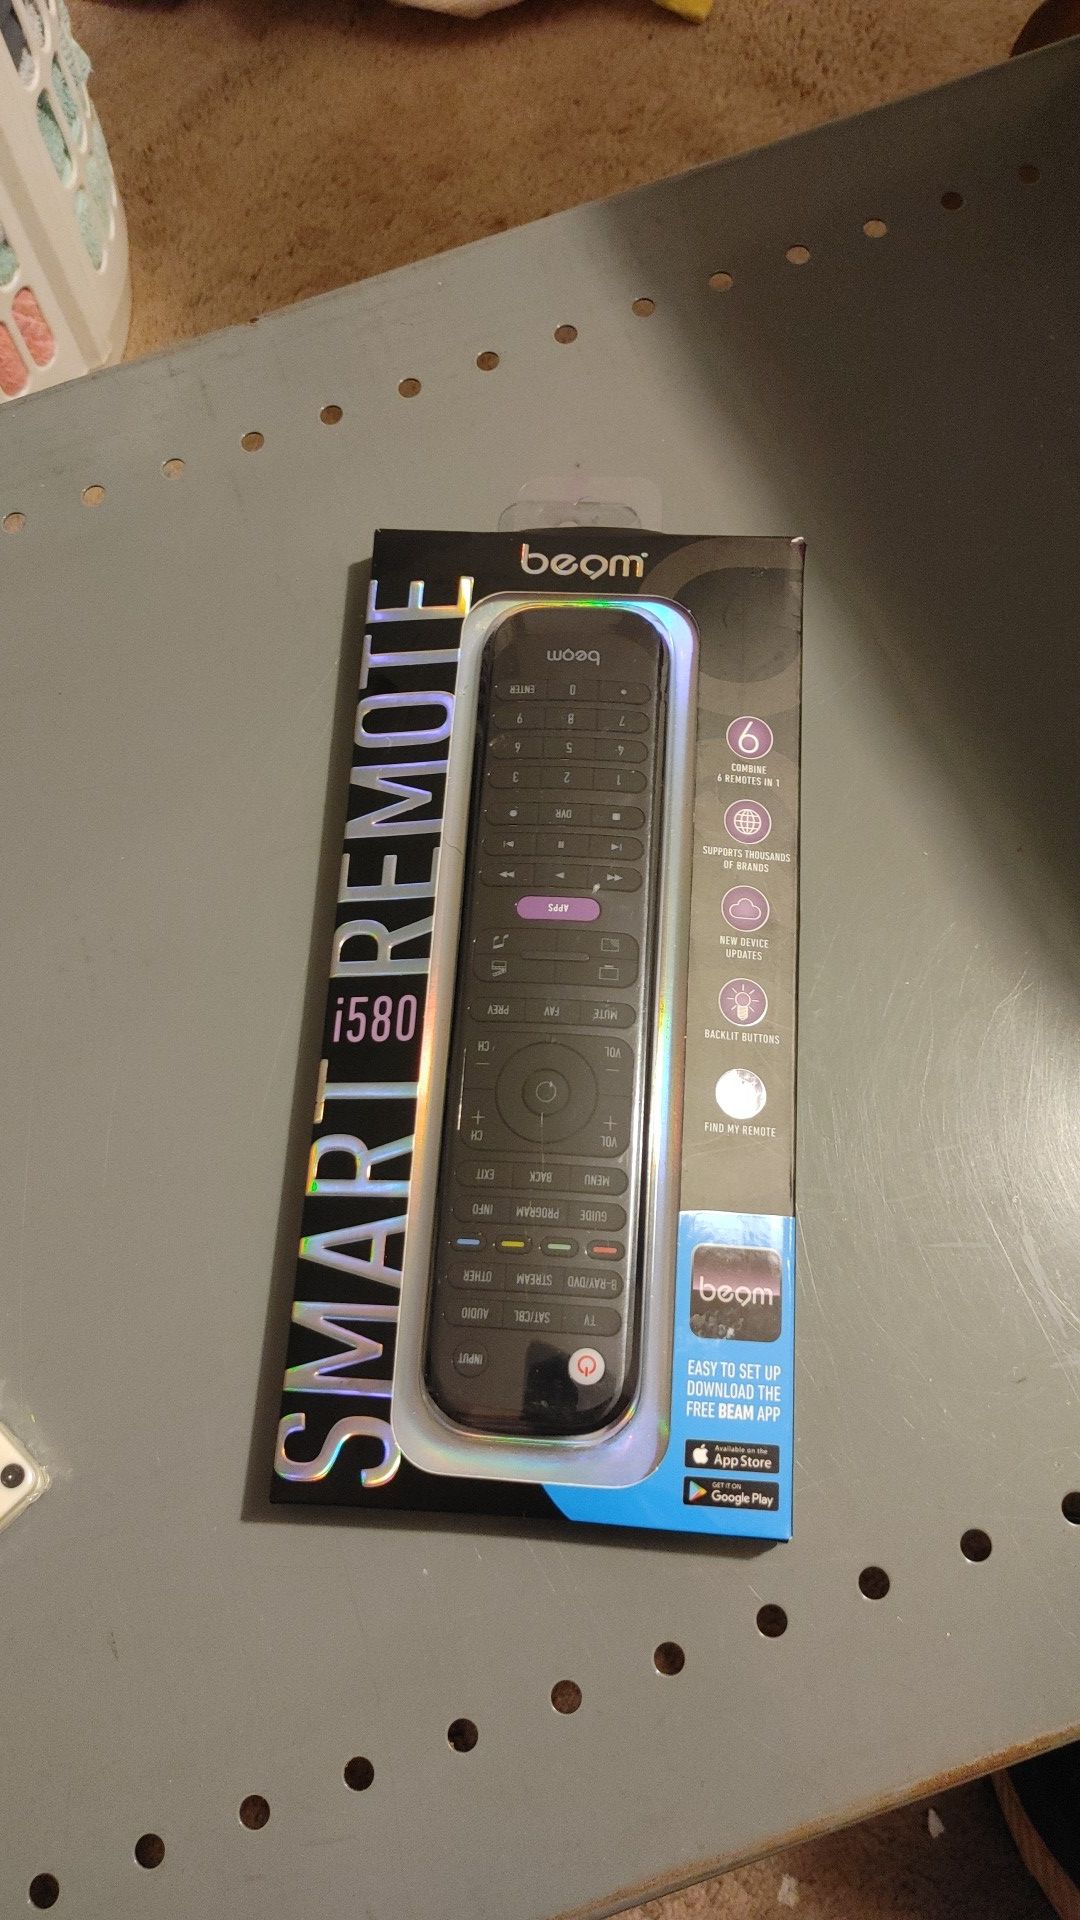 beam
SMART REMOTE
i580
beam
• 0 ENTER
7 8 9
4 5 6
1 2 3
DVR
APPS
MUTE FAV PREV
VOL CH
VOL CH
MENU BACK EXIT
GUIDE PROGRAM INFO
B-RAY/DVD STREAM OTHER
TV SAT/CBL AUDIO
INPUT
6
COMBINE
6 REMOTES IN 1
SUPPORTS THOUSANDS
OF BRANDS
NEW DEVICE
UPDATES
BACKLIT BUTTONS
FIND MY REMOTE
beam
EASY TO SET UP
DOWNLOAD THE
FREE BEAM APP
Available on the
App Store
GET IT ON
Google Play